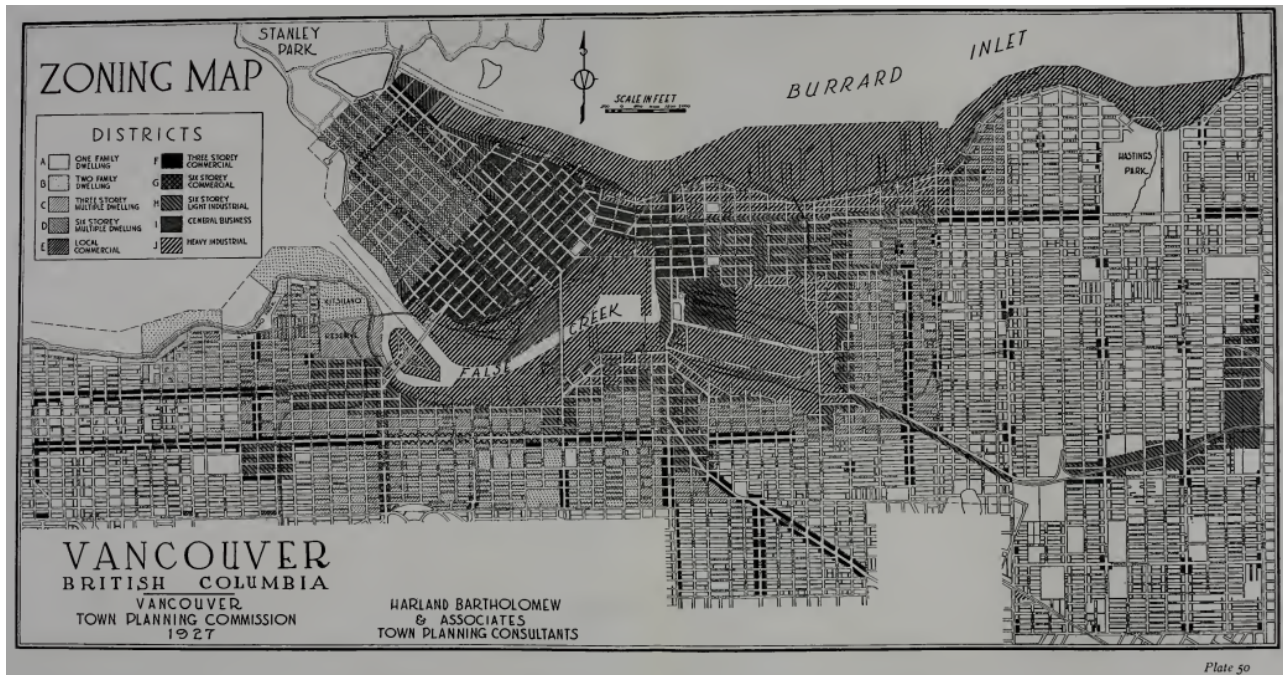 STANLEY
PARK
ZONING MAP
BURRARD INLET
SCALE IN FEET
DISTRICTS
A ONE FAMILY
DWELLING
B TWO FAMILY
DWELLING
C THREE STOREY
MULTIPLE DWELLING
D SIX STOREY
MULTIPLE DWELLING
E LOCAL
COMMERCIAL
F THREE STOREY
COMMERCIAL
G SIX STOREY
COMMERCIAL
H SIX STOREY
LIGHT INDUSTRIAL
I GENERAL BUSINESS
J HEAVY INDUSTRIAL
HASTINGS
PARK
KITSILANO
RESERVE
FALSE CREEK
VANCOUVER
BRITISH COLUMBIA
VANCOUVER
TOWN PLANNING COMMISSION
1927
HARLAND BARTHOLOMEW
& ASSOCIATES
TOWN PLANNING CONSULTANTS
Plate 50